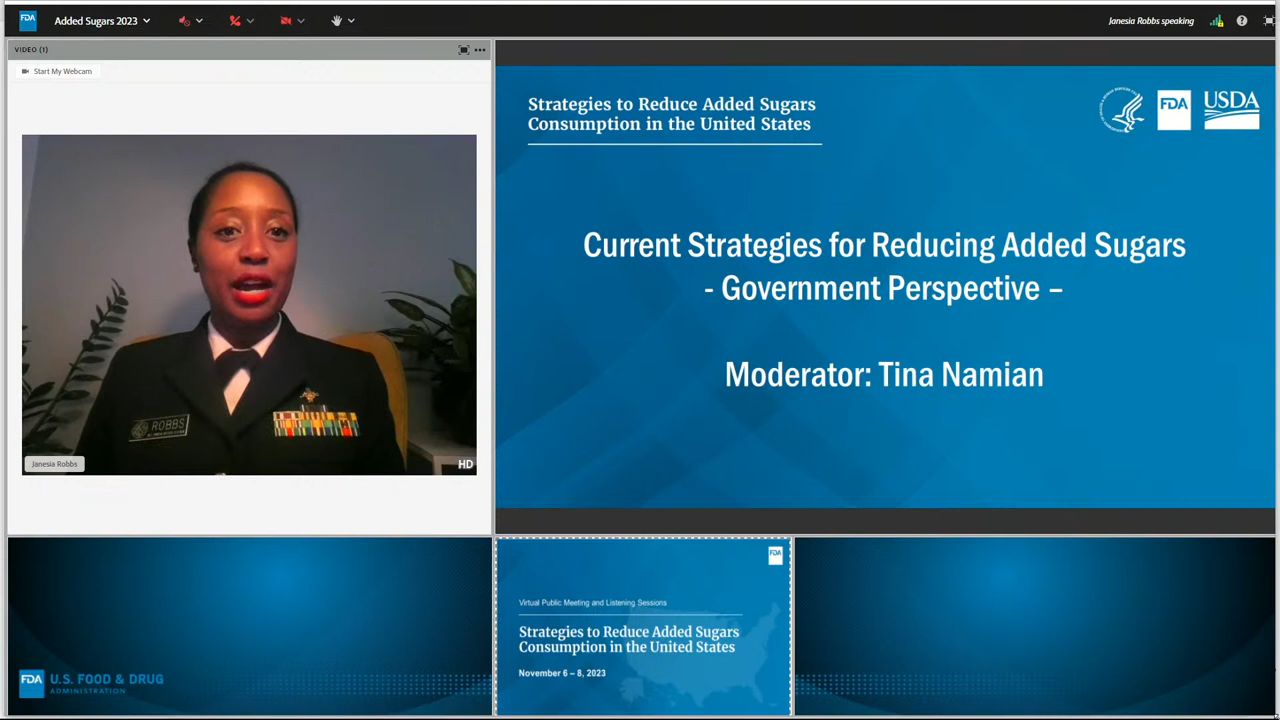 FDA
Added Sugars 2023
Janesia Robbs speaking
VIDEO (1)
Start My Webcam
ROBBS
Janesia Robbs
HD
Strategies to Reduce Added Sugars
Consumption in the United States
FDA
USDA
Current Strategies for Reducing Added Sugars
- Government Perspective –
Moderator: Tina Namian
FDA
U.S. FOOD & DRUG
ADMINISTRATION
FDA
Virtual Public Meeting and Listening Sessions
Strategies to Reduce Added Sugars
Consumption in the United States
November 6 – 8, 2023